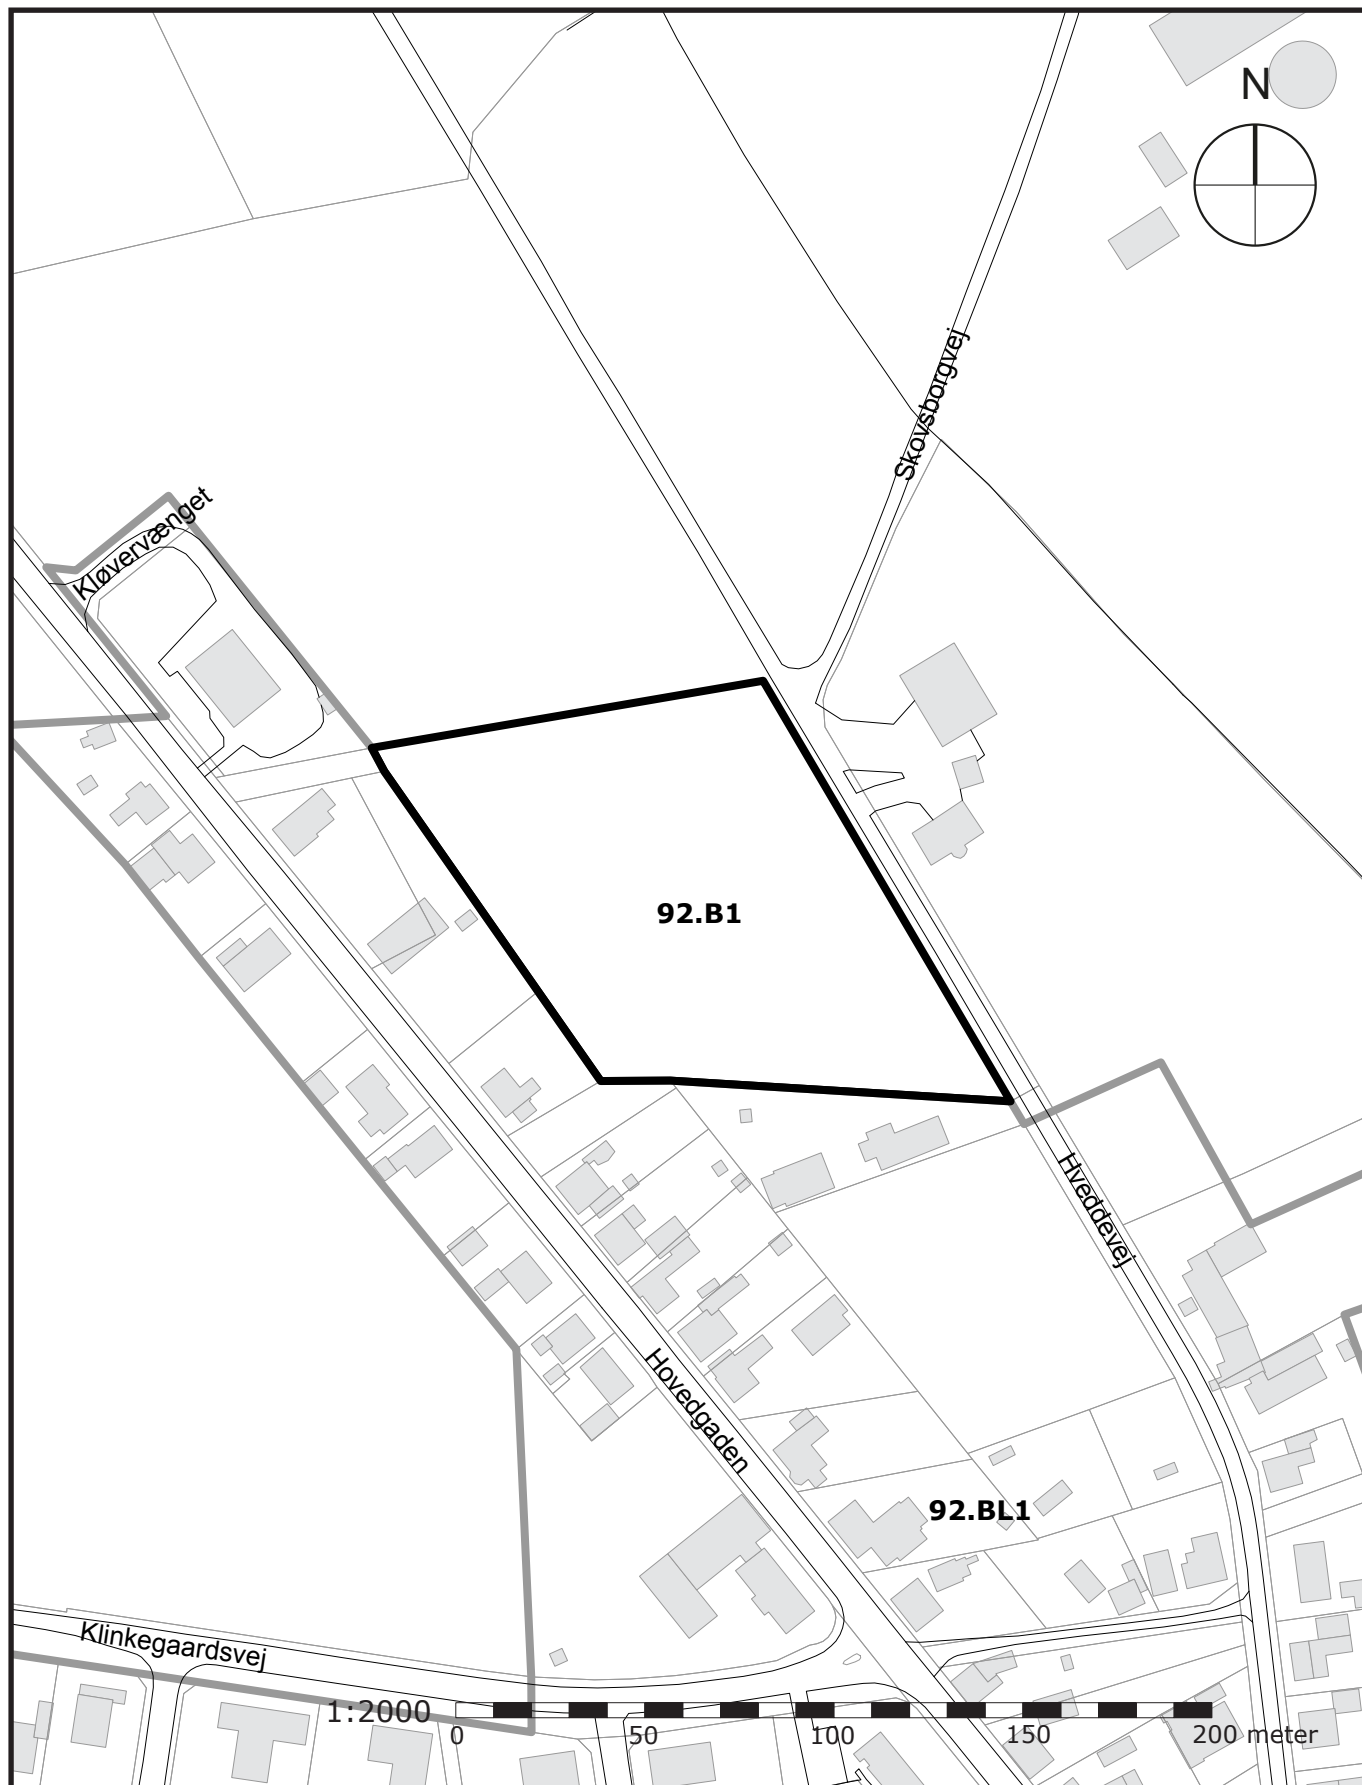 N
Skovsborgvej
Kløvervænget
92.B1
Hveddevej
Hovedgaden
92.BL1
Klinkegaardsvej
1:2000
0 50 100 150 200 meter